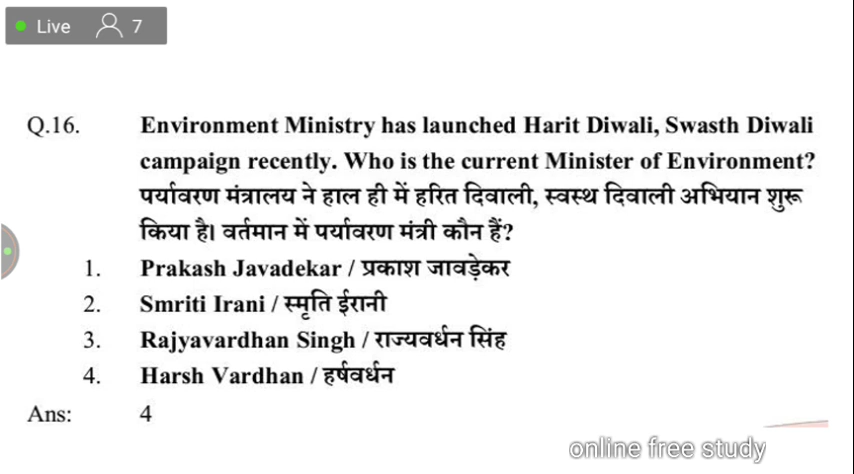 Live 7
Q.16. Environment Ministry has launched Harit Diwali, Swasth Diwali
campaign recently. Who is the current Minister of Environment?
पर्यावरण मंत्रालय ने हाल ही में हरित दिवाली, स्वस्थ दिवाली अभियान शुरू
किया है। वर्तमान में पर्यावरण मंत्री कौन हैं?
1. Prakash Javadekar / प्रकाश जावड़ेकर
2. Smriti Irani / स्मृति ईरानी
3. Rajyavardhan Singh / राज्यवर्धन सिंह
4. Harsh Vardhan / हर्षवर्धन
Ans: 4
online free study